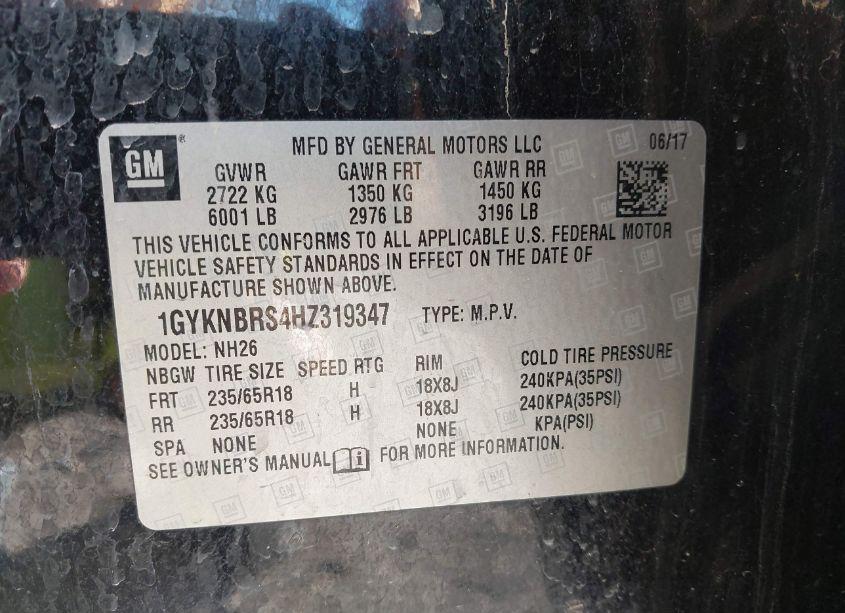 GM ® MFD BY GENERAL MOTORS LLC 06/17
GVWR GAWR FRT GAWR RR
2722 KG 1350 KG 1450 KG
6001 LB 2976 LB 3196 LB
THIS VEHICLE CONFORMS TO ALL APPLICABLE U.S. FEDERAL MOTOR
VEHICLE SAFETY STANDARDS IN EFFECT ON THE DATE OF
MANUFACTURE SHOWN ABOVE.
1GYKNBRS4HZ319347 TYPE: M.P.V.
MODEL: NH26
NBGW TIRE SIZE SPEED RTG RIM COLD TIRE PRESSURE
FRT 235/65R18 H 18X8J 240KPA(35PSI)
RR 235/65R18 H 18X8J 240KPA(35PSI)
SPA NONE NONE KPA(PSI)
SEE OWNER'S MANUAL i FOR MORE INFORMATION.